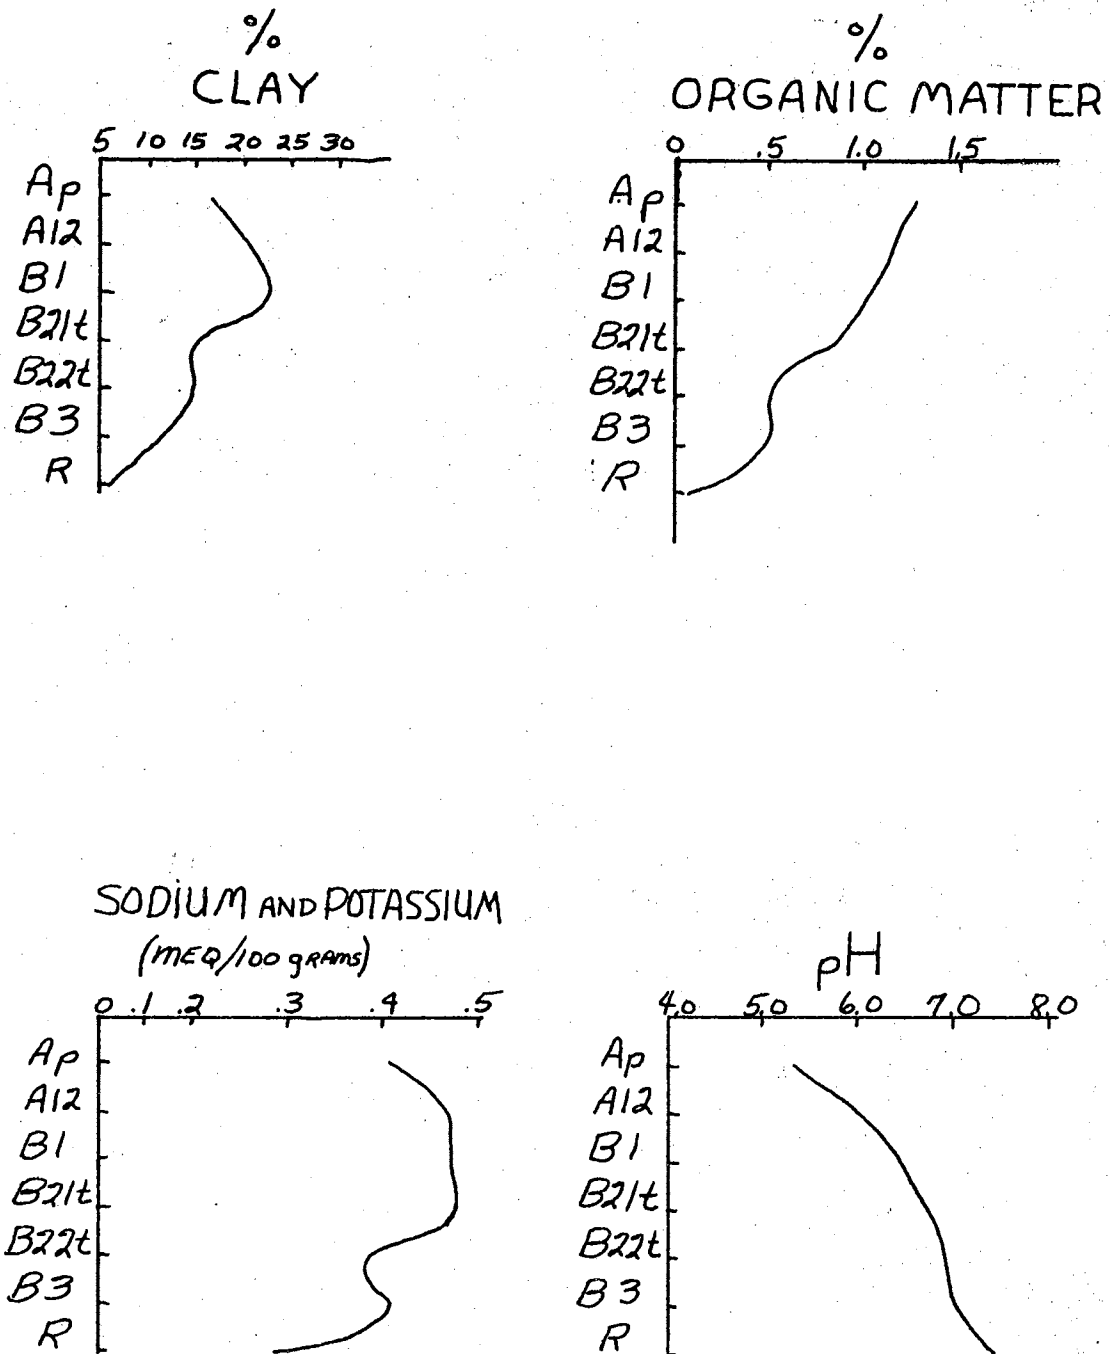 %
CLAY
5 10 15 20 25 30
Ap
A12
B1
B21t
B22t
B3
R
%
ORGANIC MATTER
0 .5 1.0 1.5
Ap
A12
B1
B21t
B22t
B3
R
SODIUM AND POTASSIUM
(MEQ/100 GRAMS)
0 .1 .2 .3 .4 .5
Ap
A12
B1
B21t
B22t
B3
R
pH
4.0 5.0 6.0 7.0 8.0
Ap
A12
B1
B21t
B22t
B3
R